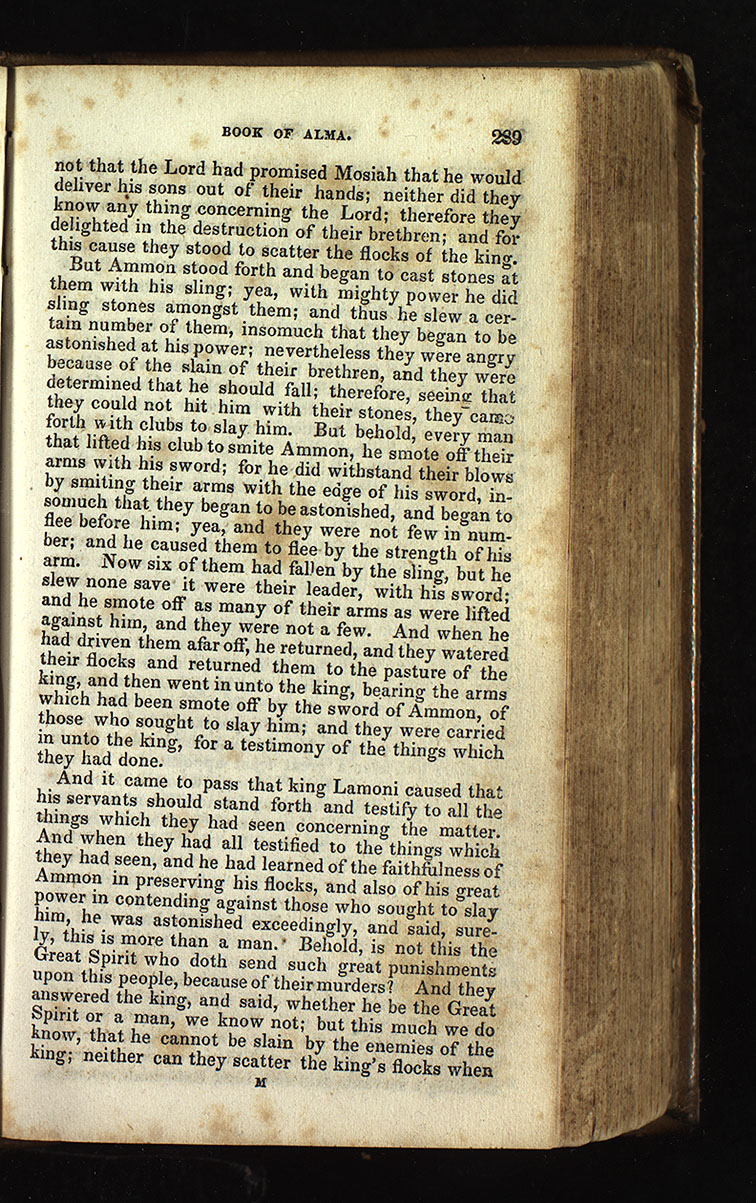 BOOK OF ALMA. 289
not that the Lord had promised Mosiah that he would
deliver his sons out of their hands; neither did they
know any thing concerning the Lord; therefore they
delighted in the destruction of their brethren; and for
this cause they stood to scatter the flocks of the king.
But Ammon stood forth and began to cast stones at
them with his sling; yea, with mighty power he did
sling stones amongst them; and thus he slew a cer-
tain number of them, insomuch that they began to be
astonished at his power; nevertheless they were angry
because of the slain of their brethren, and they were
determined that he should fall; therefore, seeing that
they could not hit him with their stones, they came
forth with clubs to slay him. But behold, every man
that lifted his club to smite Ammon, he smote off their
arms with his sword; for he did withstand their blows
by smiting their arms with the edge of his sword, in-
somuch that they began to be astonished, and began to
flee before him; yea, and they were not few in num-
ber; and he caused them to flee by the strength of his
arm. Now six of them had fallen by the sling, but he
slew none save it were their leader, with his sword;
and he smote off as many of their arms as were lifted
against him, and they were not a few. And when he
had driven them afar off, he returned, and they watered
their flocks and returned them to the pasture of the
king, and then went in unto the king, bearing the arms
which had been smote off by the sword of Ammon, of
those who sought to slay him; and they were carried
in unto the king, for a testimony of the things which
they had done.
And it came to pass that king Lamoni caused that
his servants should stand forth and testify to all the
things which they had seen concerning the matter.
And when they had all testified to the things which
they had seen, and he had learned of the faithfulness of
Ammon in preserving his flocks, and also of his great
power in contending against those who sought to slay
him, he was astonished exceedingly, and said, sure-
ly, this is more than a man. Behold, is not this the
Great Spirit who doth send such great punishments
upon this people, because of their murders? And they
answered the king, and said, whether he be the Great
Spirit or a man, we know not; but this much we do
know, that he cannot be slain by the enemies of the
king; neither can they scatter the king's flocks when
M